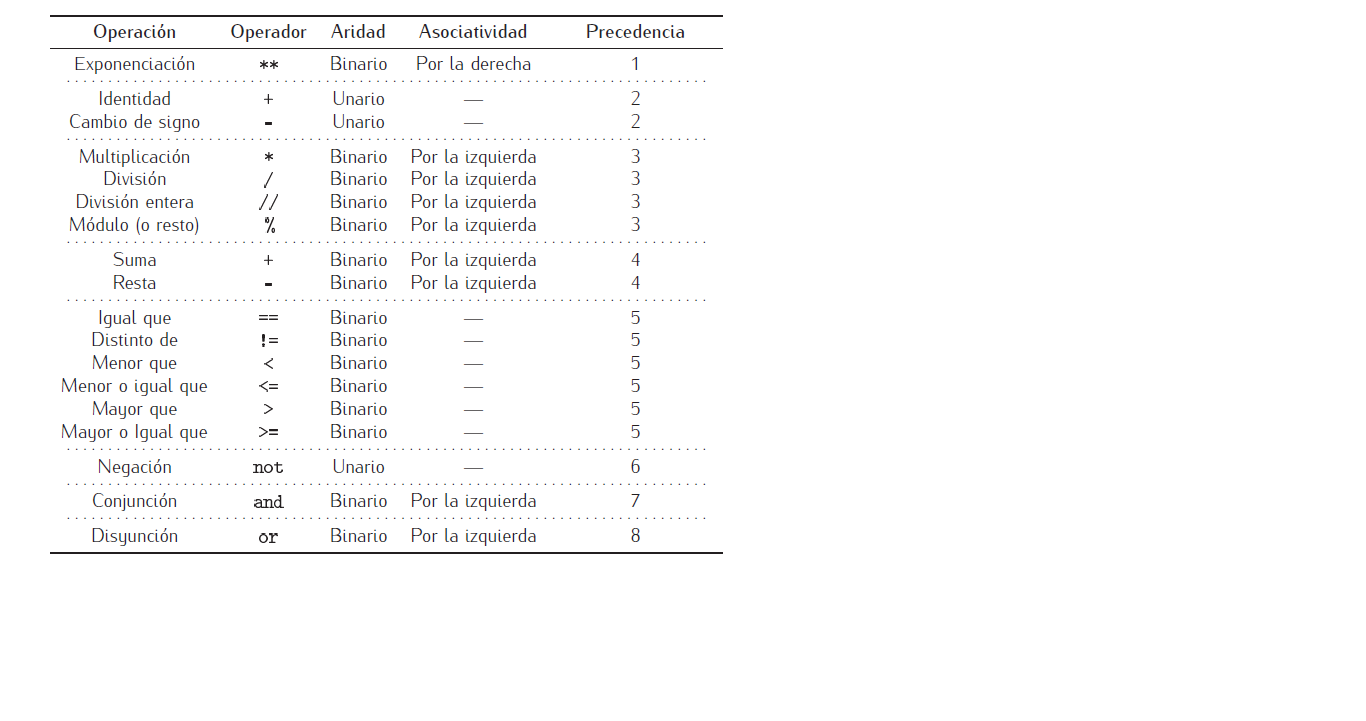 Operación Operador Aridad Asociatividad Precedencia
Exponenciación ** Binario Por la derecha 1
Identidad + Unario — 2
Cambio de signo - Unario — 2
Multiplicación * Binario Por la izquierda 3
División / Binario Por la izquierda 3
División entera // Binario Por la izquierda 3
Módulo (o resto) % Binario Por la izquierda 3
Suma + Binario Por la izquierda 4
Resta - Binario Por la izquierda 4
Igual que == Binario — 5
Distinto de != Binario — 5
Menor que < Binario — 5
Menor o igual que <= Binario — 5
Mayor que > Binario — 5
Mayor o Igual que >= Binario — 5
Negación not Unario — 6
Conjunción and Binario Por la izquierda 7
Disyunción or Binario Por la izquierda 8